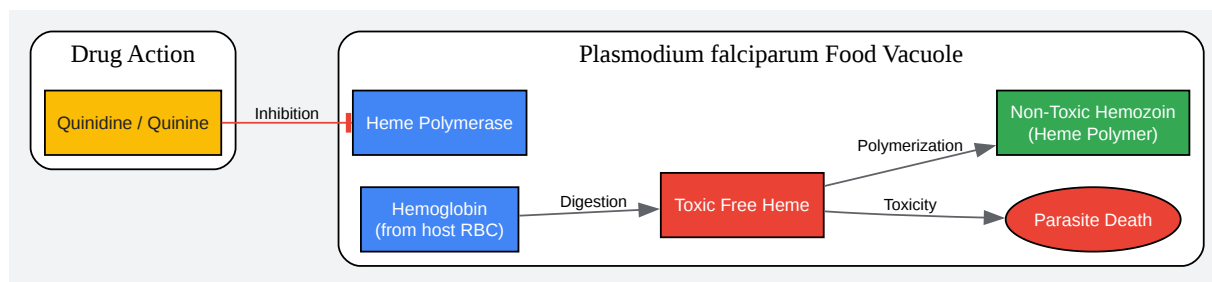 Drug Action
Plasmodium falciparum Food Vacuole
Quinidine / Quinine
Inhibition
Heme Polymerase
Non-Toxic Hemozoin
(Heme Polymer)
Polymerization
Hemoglobin
(from host RBC)
Digestion
Toxic Free Heme
Toxicity
Parasite Death